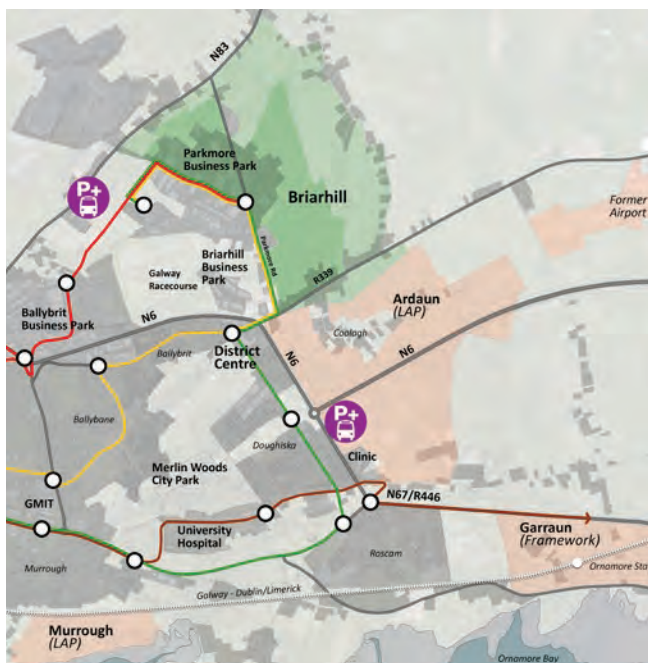 N83
Parkmore
Business Park
P+
Briarhill
Former
Airport
Parkmore Rd
Briarhill
Business
Park
Galway
Racecourse
R339
Ardaun
(LAP)
Ballybrit
Business Park
N6
Coolagh
N6
N6
Ballybrit
District
Centre
Ballybane
P+
Doughiska
Clinic
Merlin Woods
City Park
GMIT
N67/R446
University
Hospital
Garraun
(Framework)
Murrough
Roscam
Ornamore Sta
Galway - Dublin/Limerick
Murrough
(LAP)
Ornamore Bay